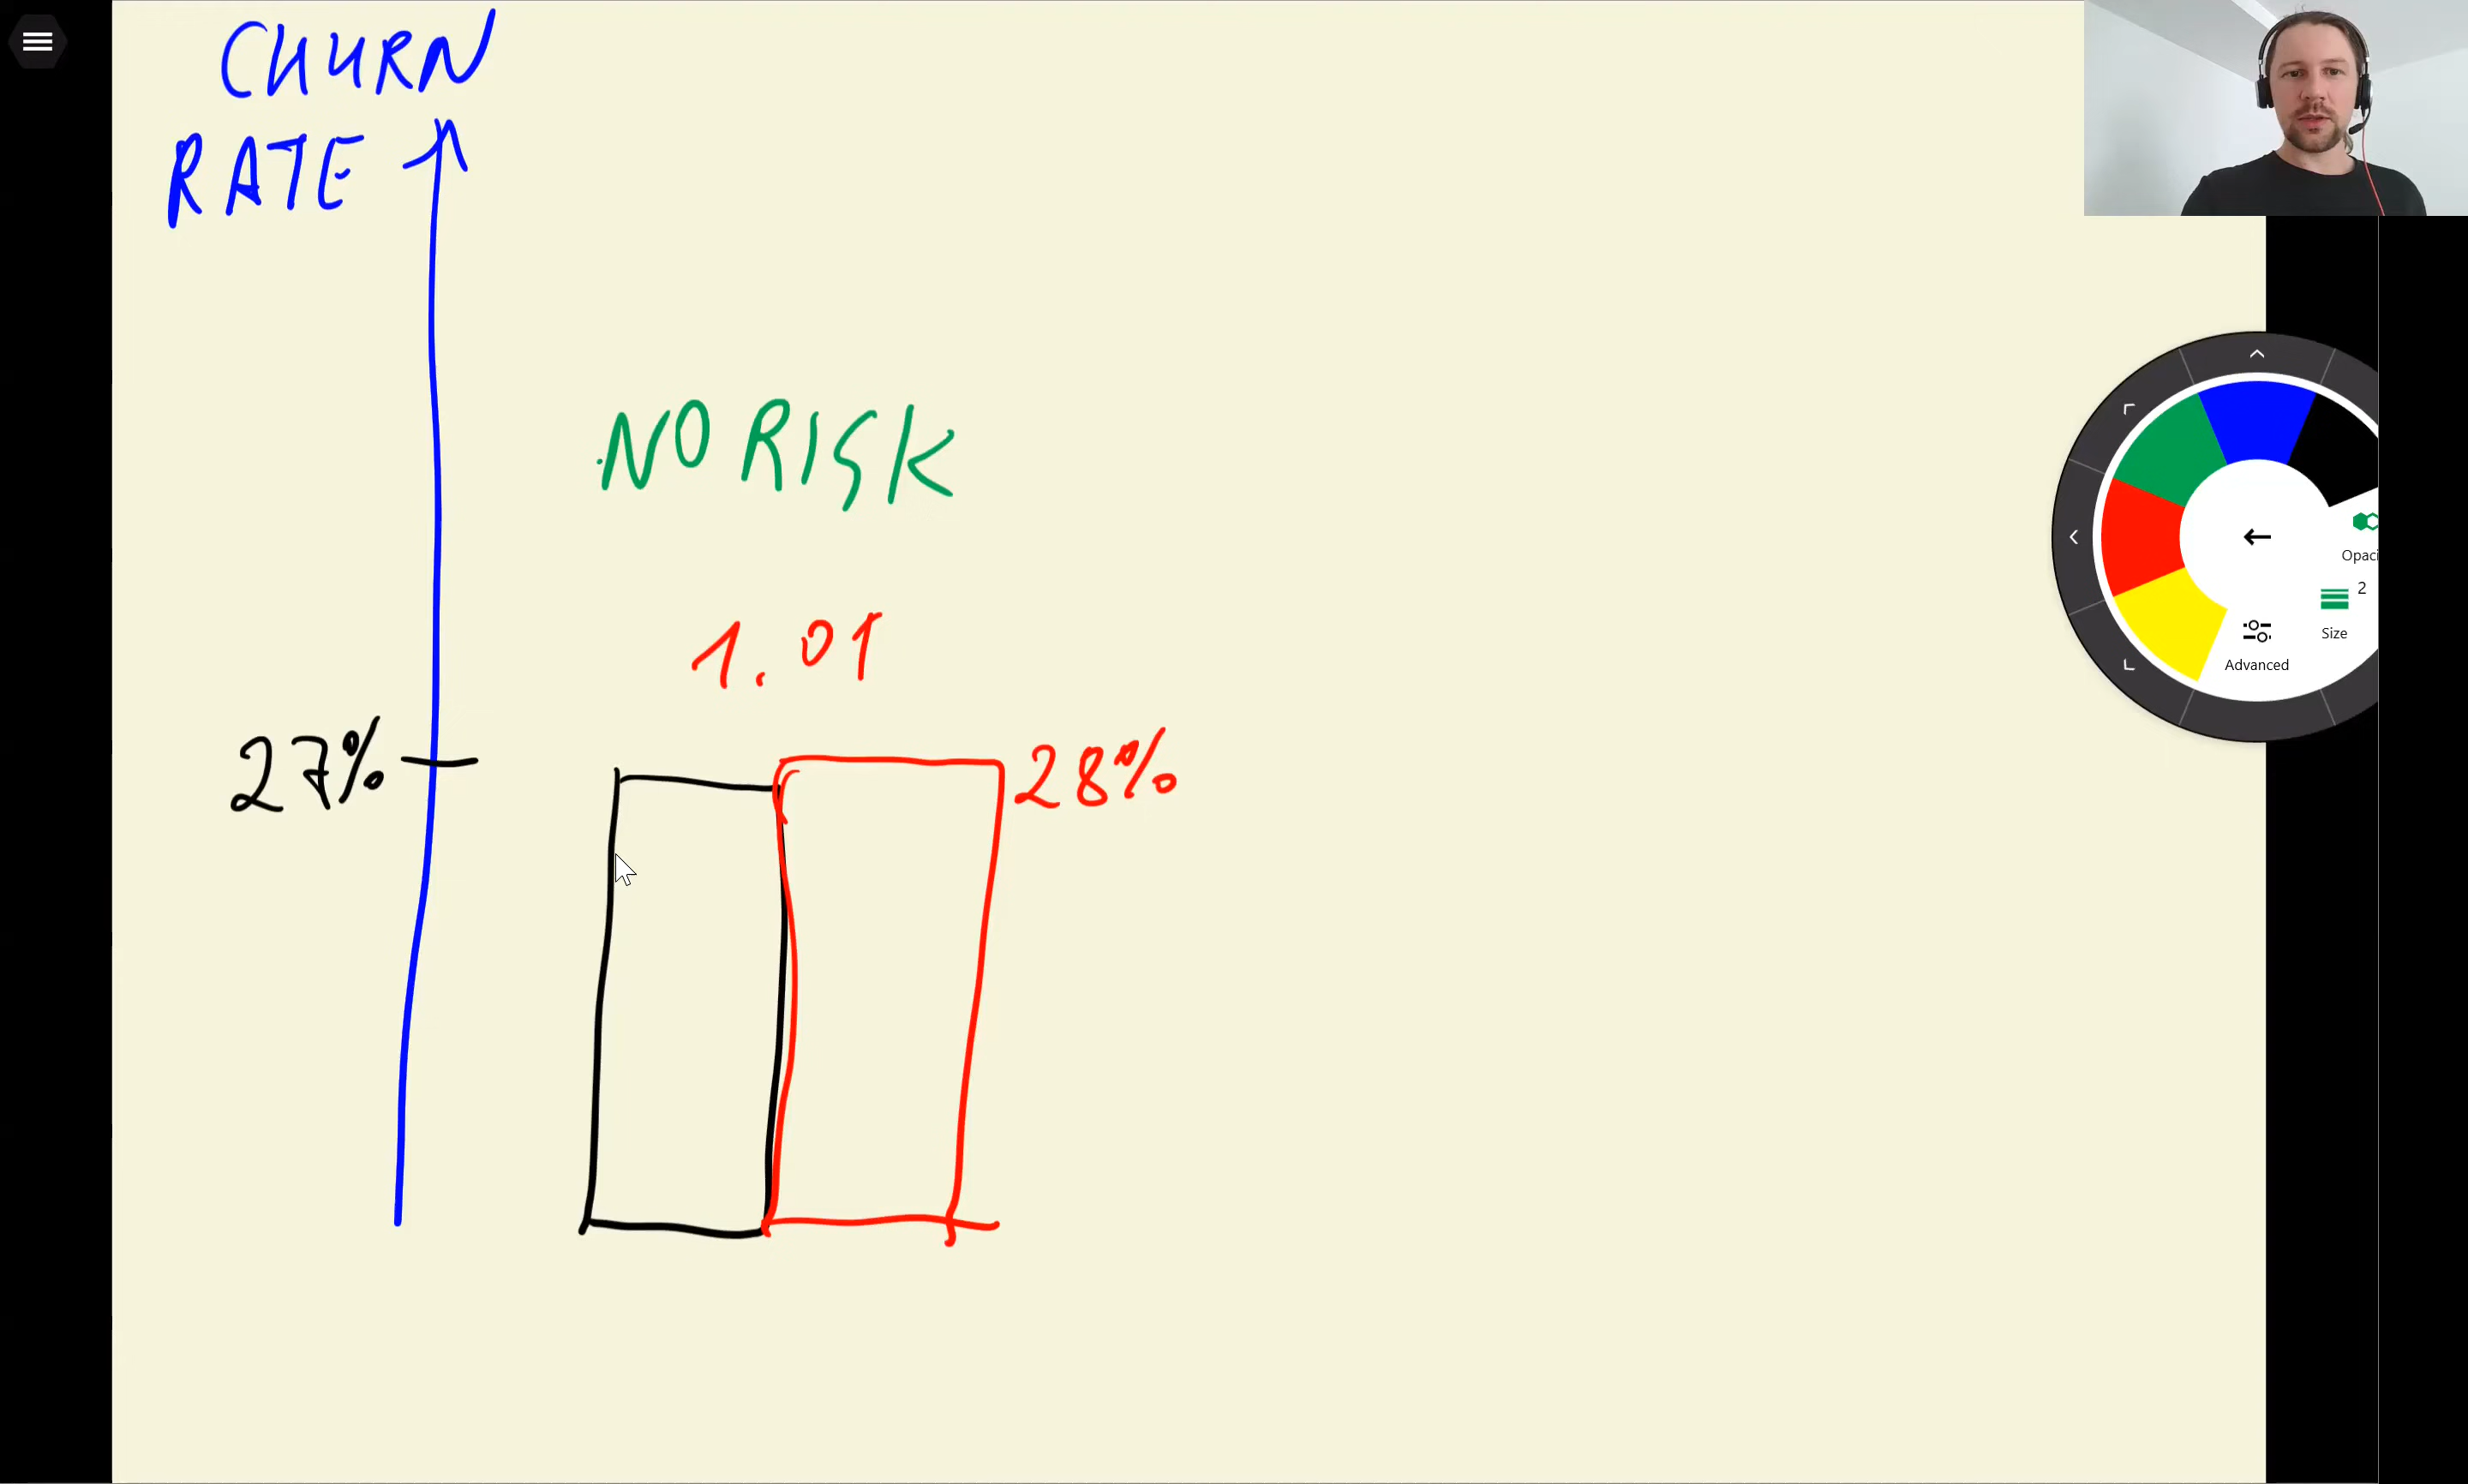 CHURN
RATE
NO RISK
1.01
27%
28%
Opaci
2
Size
Advanced